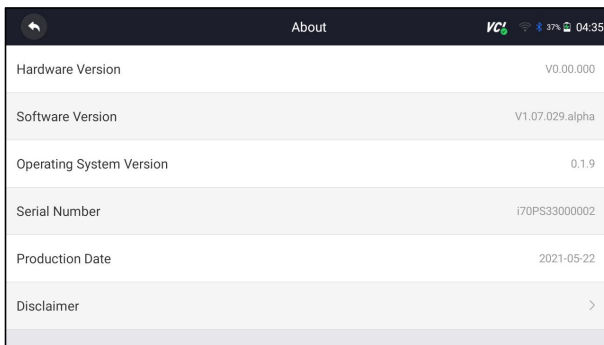 About
VCI 37% 04:35
Hardware Version V0.00.000
Software Version V1.07.029.alpha
Operating System Version 0.1.9
Serial Number i70PS33000002
Production Date 2021-05-22
Disclaimer